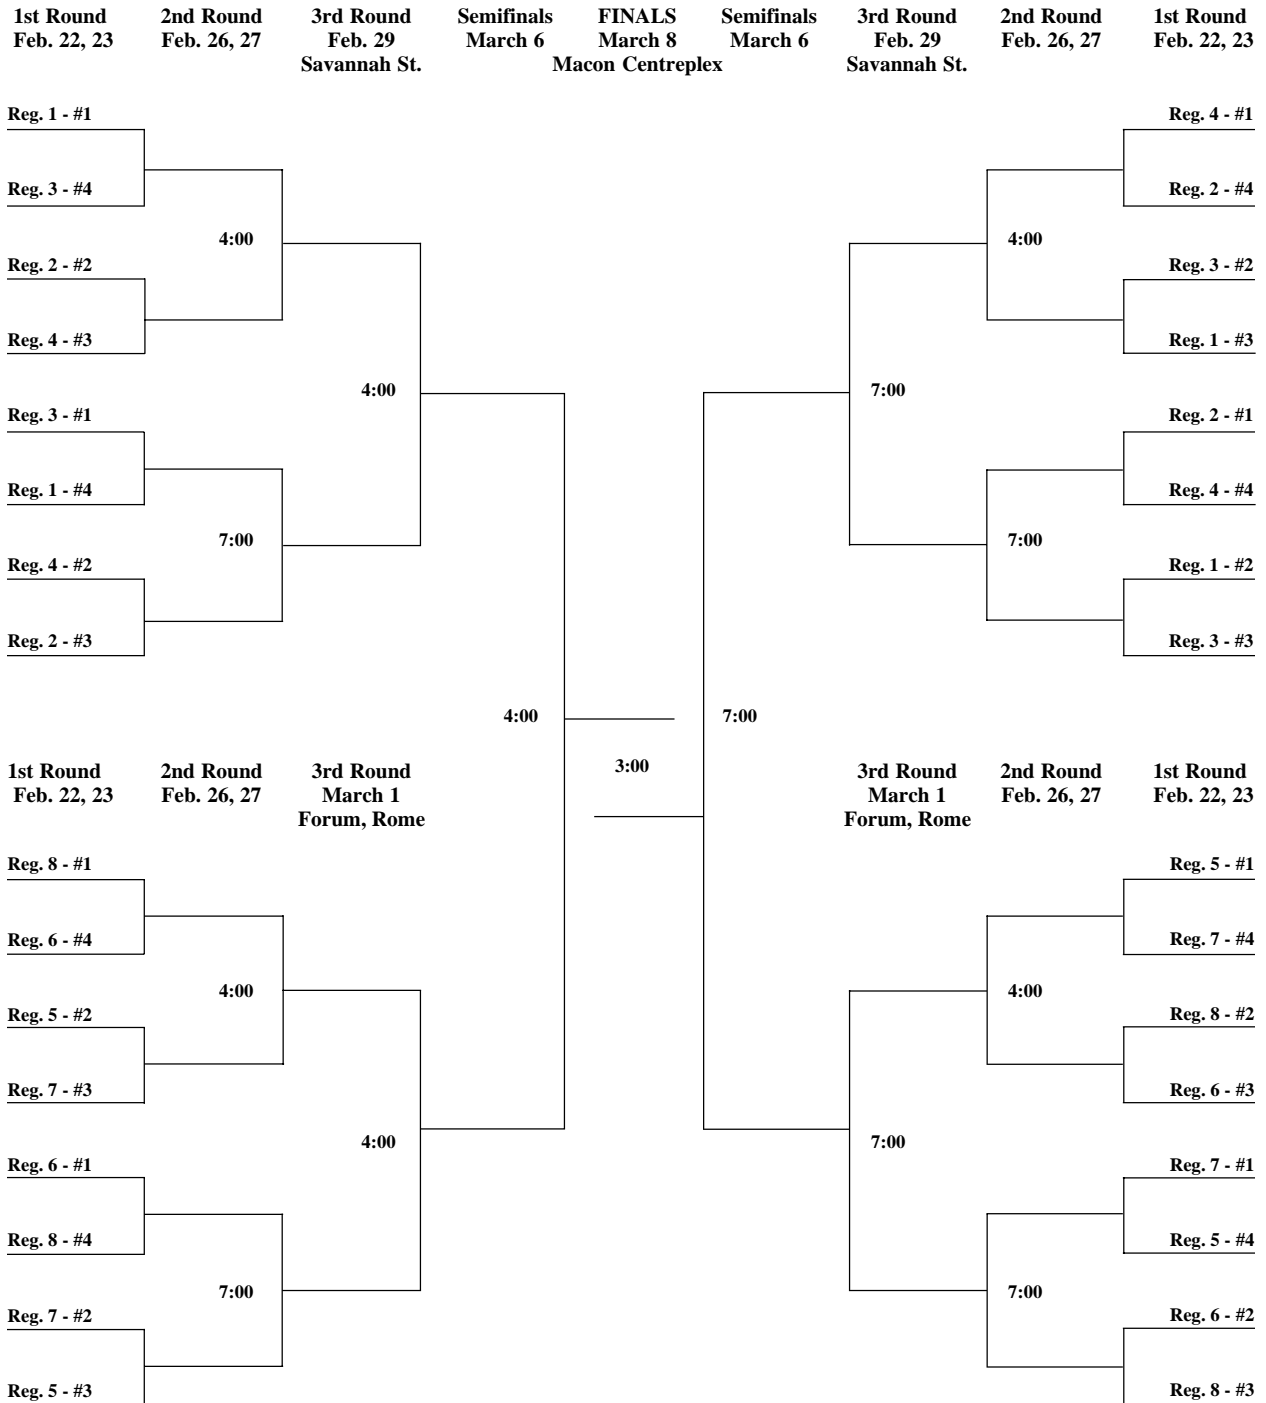 1st Round 2nd Round 3rd Round Semifinals FINALS Semifinals 3rd Round 2nd Round 1st Round
Feb. 22, 23 Feb. 26, 27 Feb. 29 March 6 March 8 March 6 Feb. 29 Feb. 26, 27 Feb. 22, 23
Savannah St. Macon Centreplex Savannah St.
Reg. 1 - #1 Reg. 4 - #1
Reg. 3 - #4 Reg. 2 - #4
4:00 4:00
Reg. 2 - #2 Reg. 3 - #2
Reg. 4 - #3 Reg. 1 - #3
4:00 7:00
Reg. 3 - #1 Reg. 2 - #1
Reg. 1 - #4 Reg. 4 - #4
7:00 7:00
Reg. 4 - #2 Reg. 1 - #2
Reg. 2 - #3 Reg. 3 - #3
4:00 7:00
3:00
1st Round 2nd Round 3rd Round 3rd Round 2nd Round 1st Round
Feb. 22, 23 Feb. 26, 27 March 1 March 1 Feb. 26, 27 Feb. 22, 23
Forum, Rome Forum, Rome
Reg. 8 - #1 Reg. 5 - #1
Reg. 6 - #4 Reg. 7 - #4
4:00 4:00
Reg. 5 - #2 Reg. 8 - #2
Reg. 7 - #3 Reg. 6 - #3
4:00 7:00
Reg. 6 - #1 Reg. 7 - #1
Reg. 8 - #4 Reg. 5 - #4
7:00 7:00
Reg. 7 - #2 Reg. 6 - #2
Reg. 5 - #3 Reg. 8 - #3